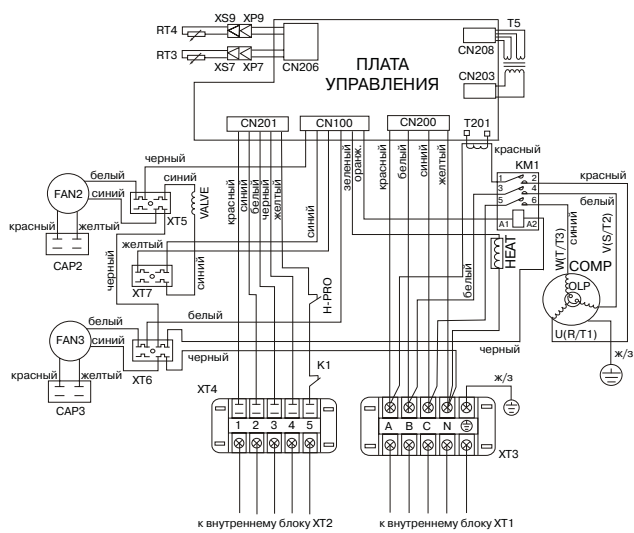 XS9 XP9
RT4
RT3
XS7 XP7
CN206
ПЛАТА
УПРАВЛЕНИЯ
T5
CN208
CN203
CN201
CN100
CN200
T201
черный
белый
синий
FAN2
синий
красный
желтый
CAP2
XT5
VALVE
желтый
XT7
синий
черный
красный
синий
белый
черный
желтый
синий
зеленый
оранж.
красный
белый
синий
желтый
красный
KM1
1 2
3 4
5 6
A1 A2
красный
белый
синий
W(T/T3)
V(S/T2)
HEAT
белый
COMP
OLP
U(R/T1)
ж/з
H-PRO
белый
белый
FAN3
синий
красный
желтый
CAP3
XT6
черный
черный
K1
XT4
1 2 3 4 5
ж/з
A B C N
XT3
к внутреннему блоку XT2
к внутреннему блоку XT1